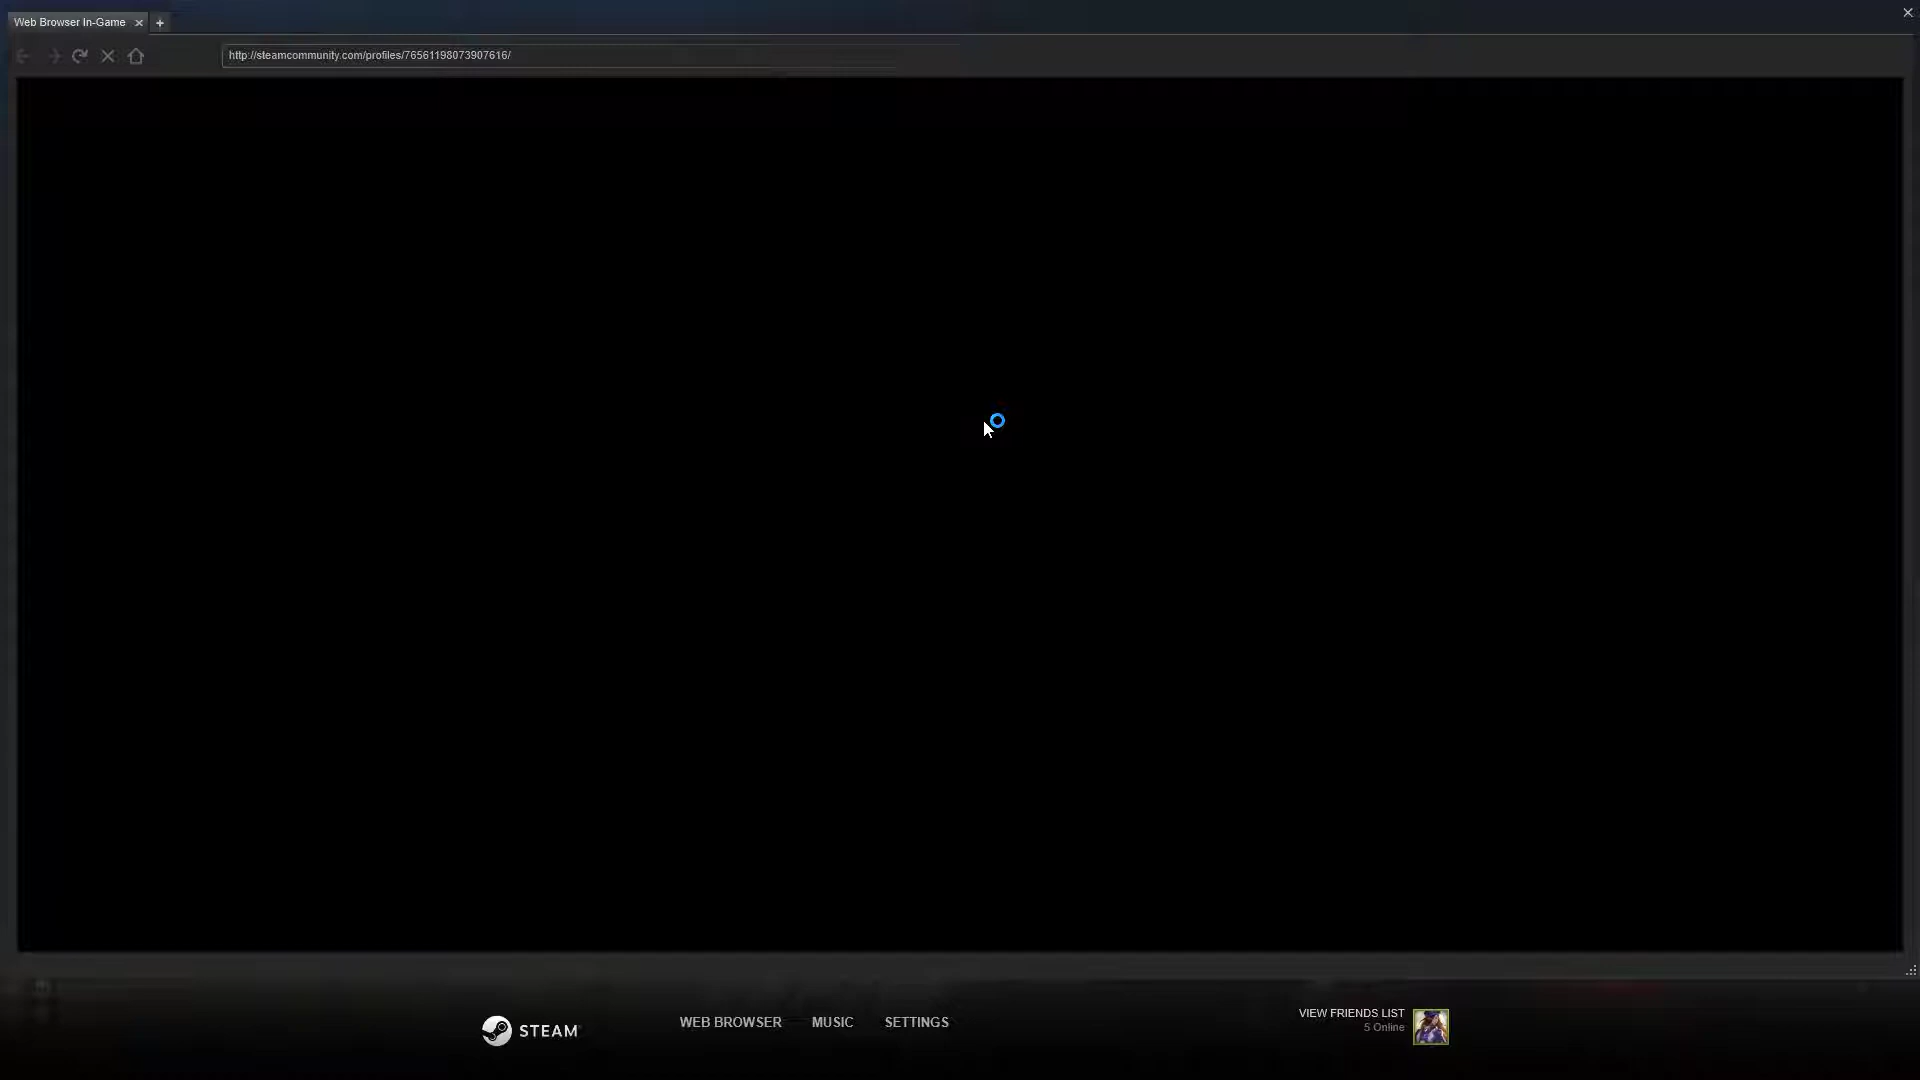 Web Browser In-Game
http://steamcommunity.com/profiles/76561198073907616/
STEAM
WEB BROWSER
MUSIC
SETTINGS
VIEW FRIENDS LIST
5 Online